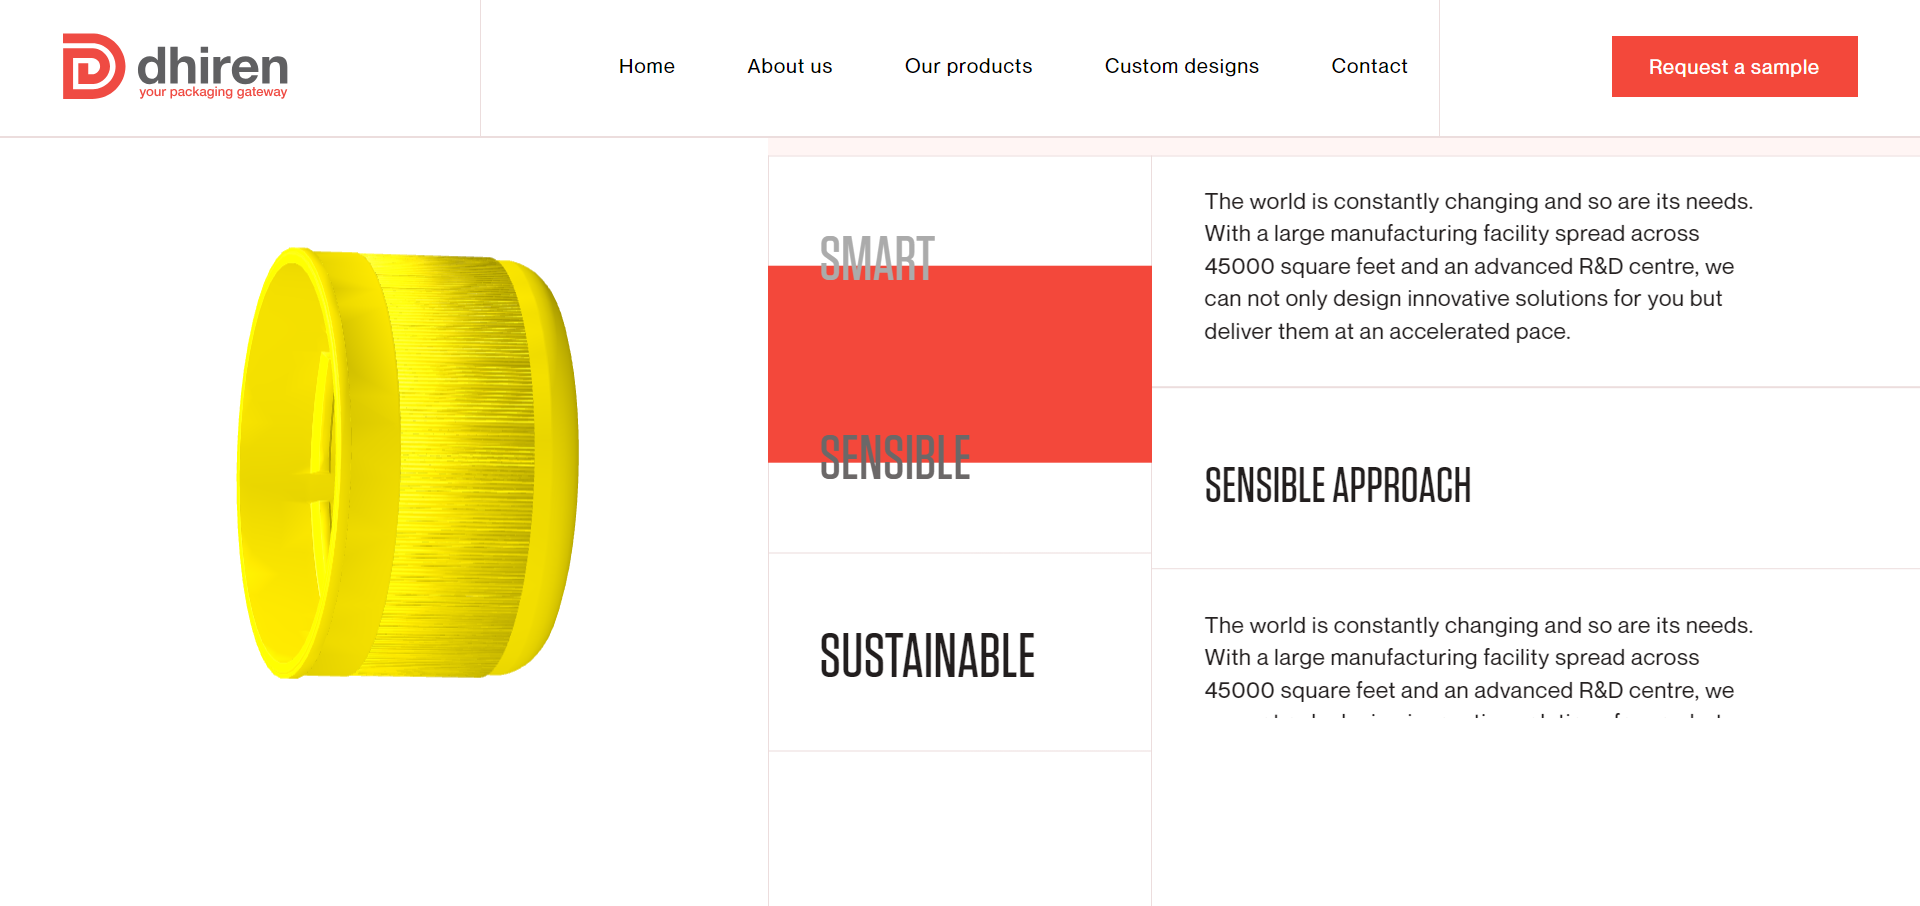 dhiren
your packaging gateway
Home
About us
Our products
Custom designs
Contact
Request a sample
SMART
SENSIBLE
SUSTAINABLE
The world is constantly changing and so are its needs.
With a large manufacturing facility spread across
45000 square feet and an advanced R&D centre, we
can not only design innovative solutions for you but
deliver them at an accelerated pace.
SENSIBLE APPROACH
The world is constantly changing and so are its needs.
With a large manufacturing facility spread across
45000 square feet and an advanced R&D centre, we